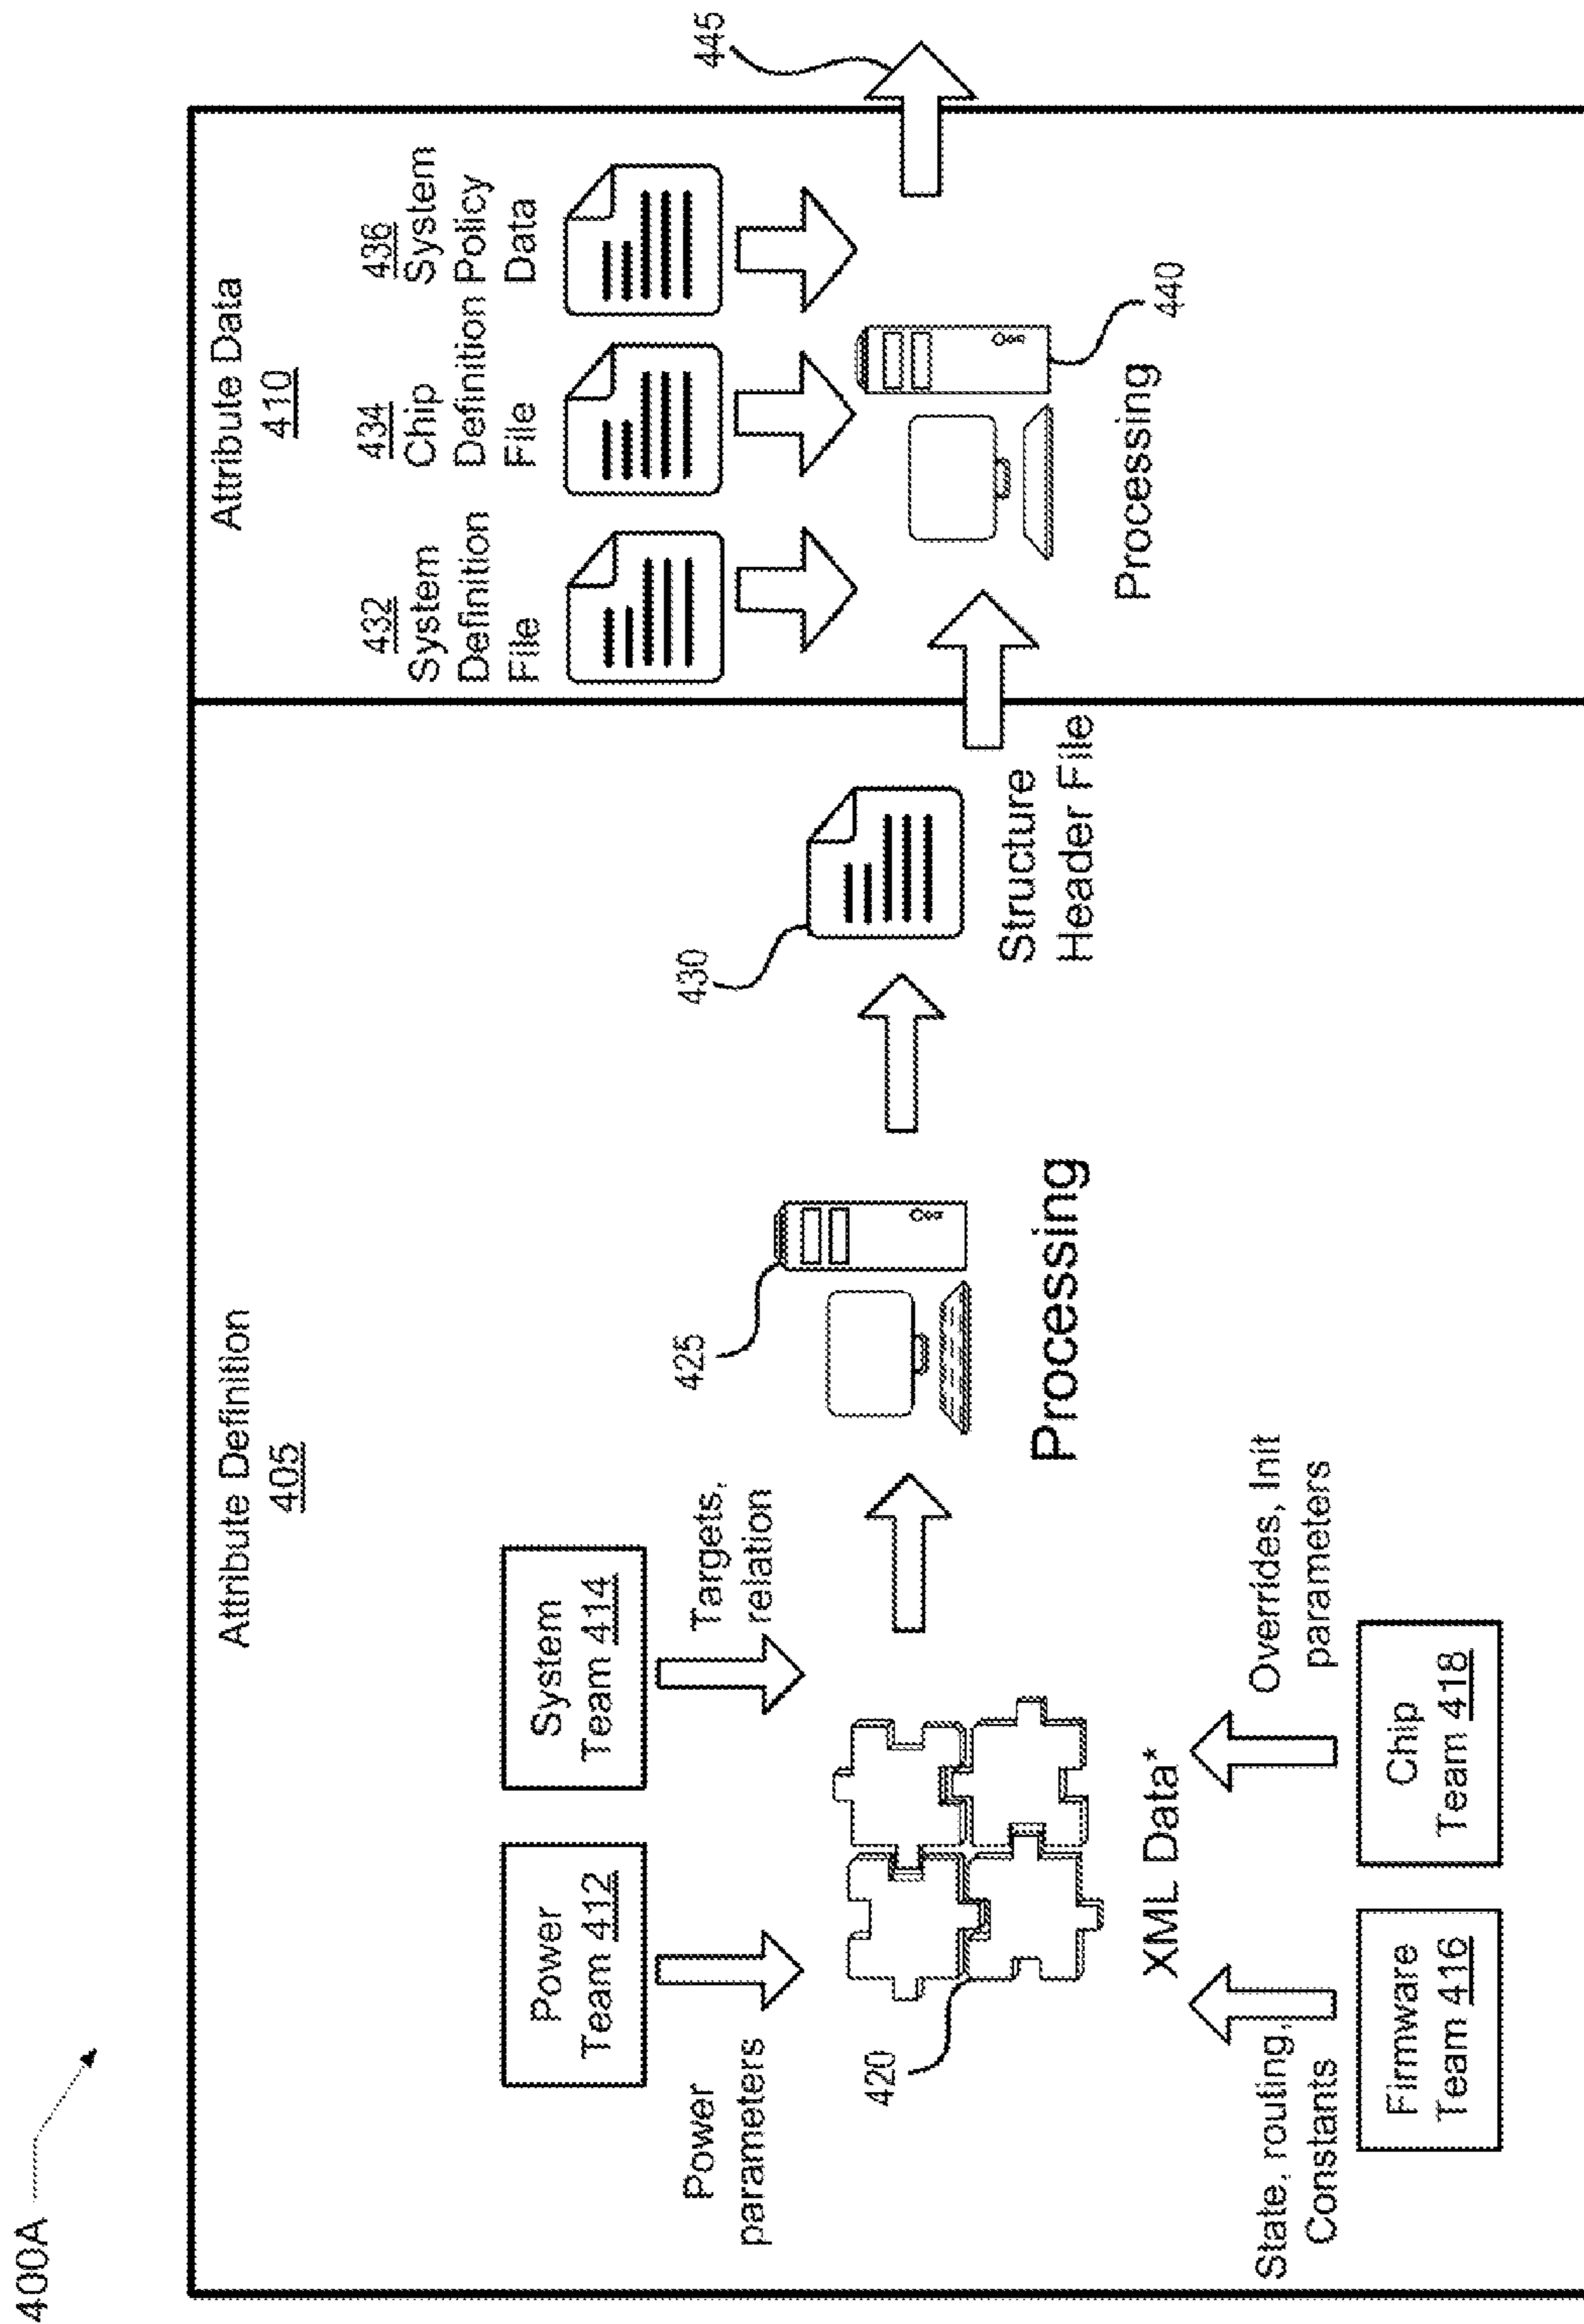 400A
Attribute Definition
405
Attribute Data
410
Power
Team 412
System
Team 414
Power
parameters
Targets,
relation
420
XML Data*
State, routing,
Constants
Overrides, Init
parameters
Firmware
Team 416
Chip
Team 418
425
Processing
430
Structure
Header File
432
System
Definition
File
434
Chip
Definition
File
436
System
Policy
Data
440
Processing
445